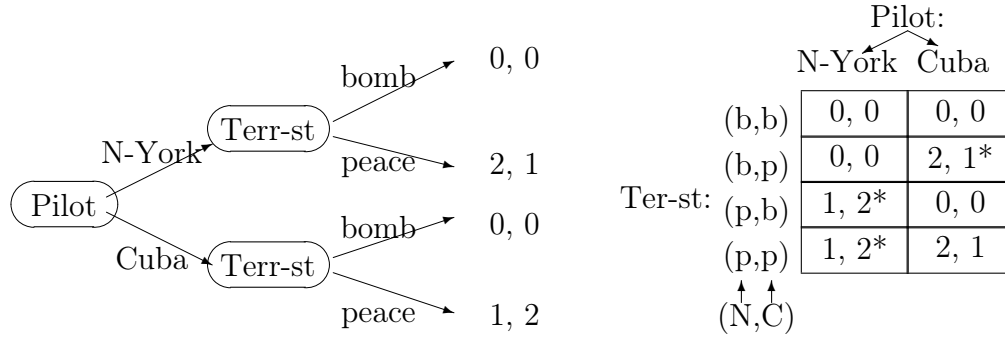 0, 0
bomb
Terr-st
N-York
peace
2, 1
Pilot
bomb
0, 0
Cuba
Terr-st
peace
1, 2
Pilot:
N-York Cuba
(b,b) 0, 0 0, 0
(b,p) 0, 0 2, 1*
Ter-st: (p,b) 1, 2* 0, 0
(p,p) 1, 2* 2, 1
(N,C)